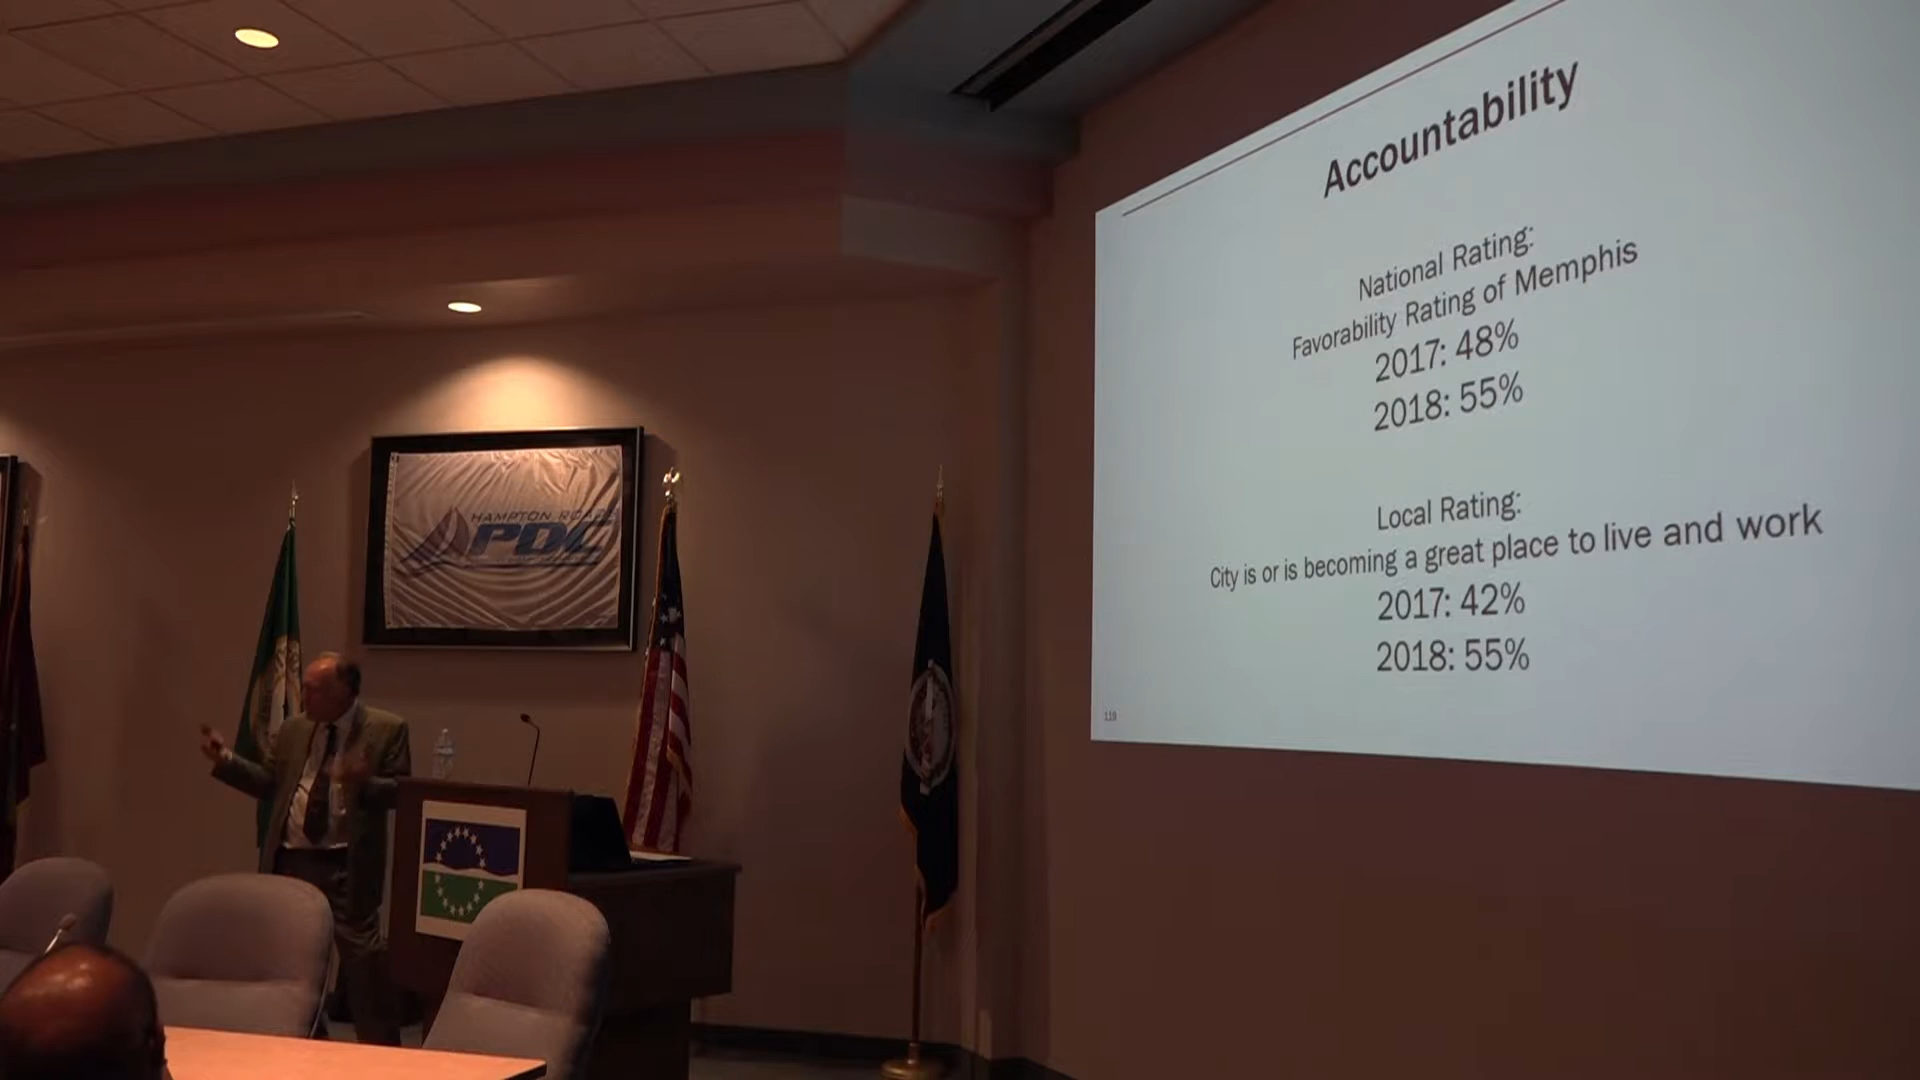 Accountability
National Rating:
Favorability Rating of Memphis
2017: 48%
2018: 55%
Local Rating:
City is or is becoming a great place to live and work
2017: 42%
2018: 55%
119
HAMPTON ROADS
PDC